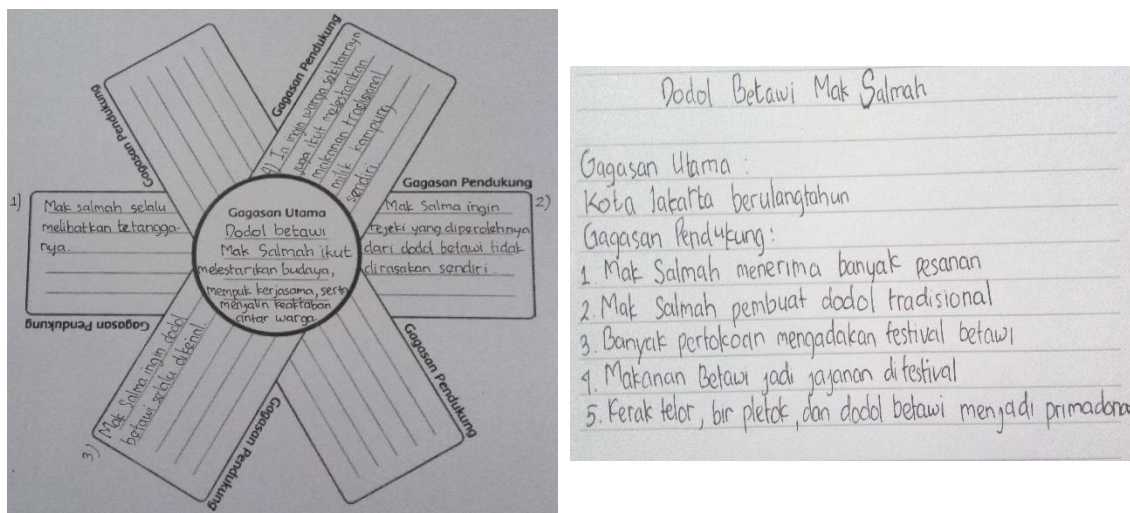 Gagasan Pendukung
Gagasan Pendukung
4) Ia ingin warga sekitarnya
juga ikut melestarikan
makanan tradisional
milik kampung
sendiri.
1)
Mak salmah selalu
melibatkan tetangga-
nya.
Gagasan Pendukung
Gagasan Utama
Dodol betawi
Mak Salmah ikut
melestarikan budaya,
mempuk kerjasama, serta
menjalin keakraban
antar warga.
Gagasan Pendukung
2)
Mak Salma ingin
rejeki yang diperolehnya
dari dodol betawi tidak
dirasakan sendiri.
3)
Mak Salma ingin dodol
betawi selalu dikenal.
Gagasan Pendukung
Gagasan Pendukung
Dodol Betawi Mak Salmah
Gagasan Utama :
Kota Jakarta berulangtahun
Gagasan Pendukung :
1. Mak Salmah menerima banyak pesanan
2. Mak Salmah pembuat dodol tradisional
3. Banyak pertokoan mengadakan festival betawi
4. Makanan Betawi jadi jajanan di festival
5. Kerak telor, bir pletok, dan dodol betawi menjadi primadona